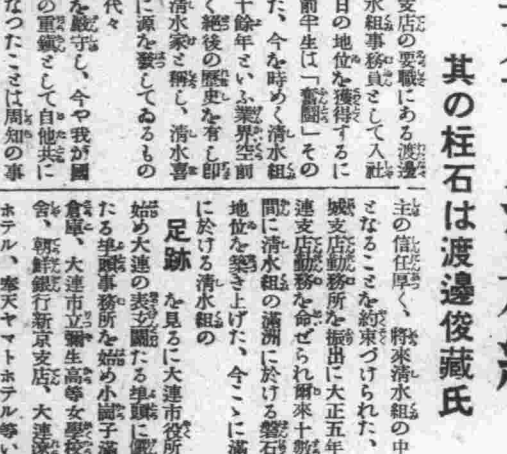 其の柱石は渡邊俊藏氏
支店の要職にある渡邊
水組事務員として入社
日の地位を獲得するに
前半生は「奮鬪」その
た、今を時めく清水組
十餘年といふ業界空前
く絶後の歴史を有し卽
清水家と稱し、清水喜
に源を發してゐるもの
代々
を嚴守し、今や我が國
の重鎭として自他共に
なつたことは周知の事
主の信任厚く、將來清水組の中
となることを約束づけられた、
城支店勤務を振出に大正五年
連支店勤務を命ぜられ爾來十數
間に清水組の滿洲に於ける磐石
地位を築き上げた、今こゝに滿
に於ける清水組の
足跡 を見るに大連市役所
始め大連の表玄關たる埠頭に儼
たる埠頭事務所を始め小崗子滿
倉庫、大連市立彌生高等女學校
舍、朝鮮銀行新京支店、大連遼
ホテル、奉天ヤマトホテル等い